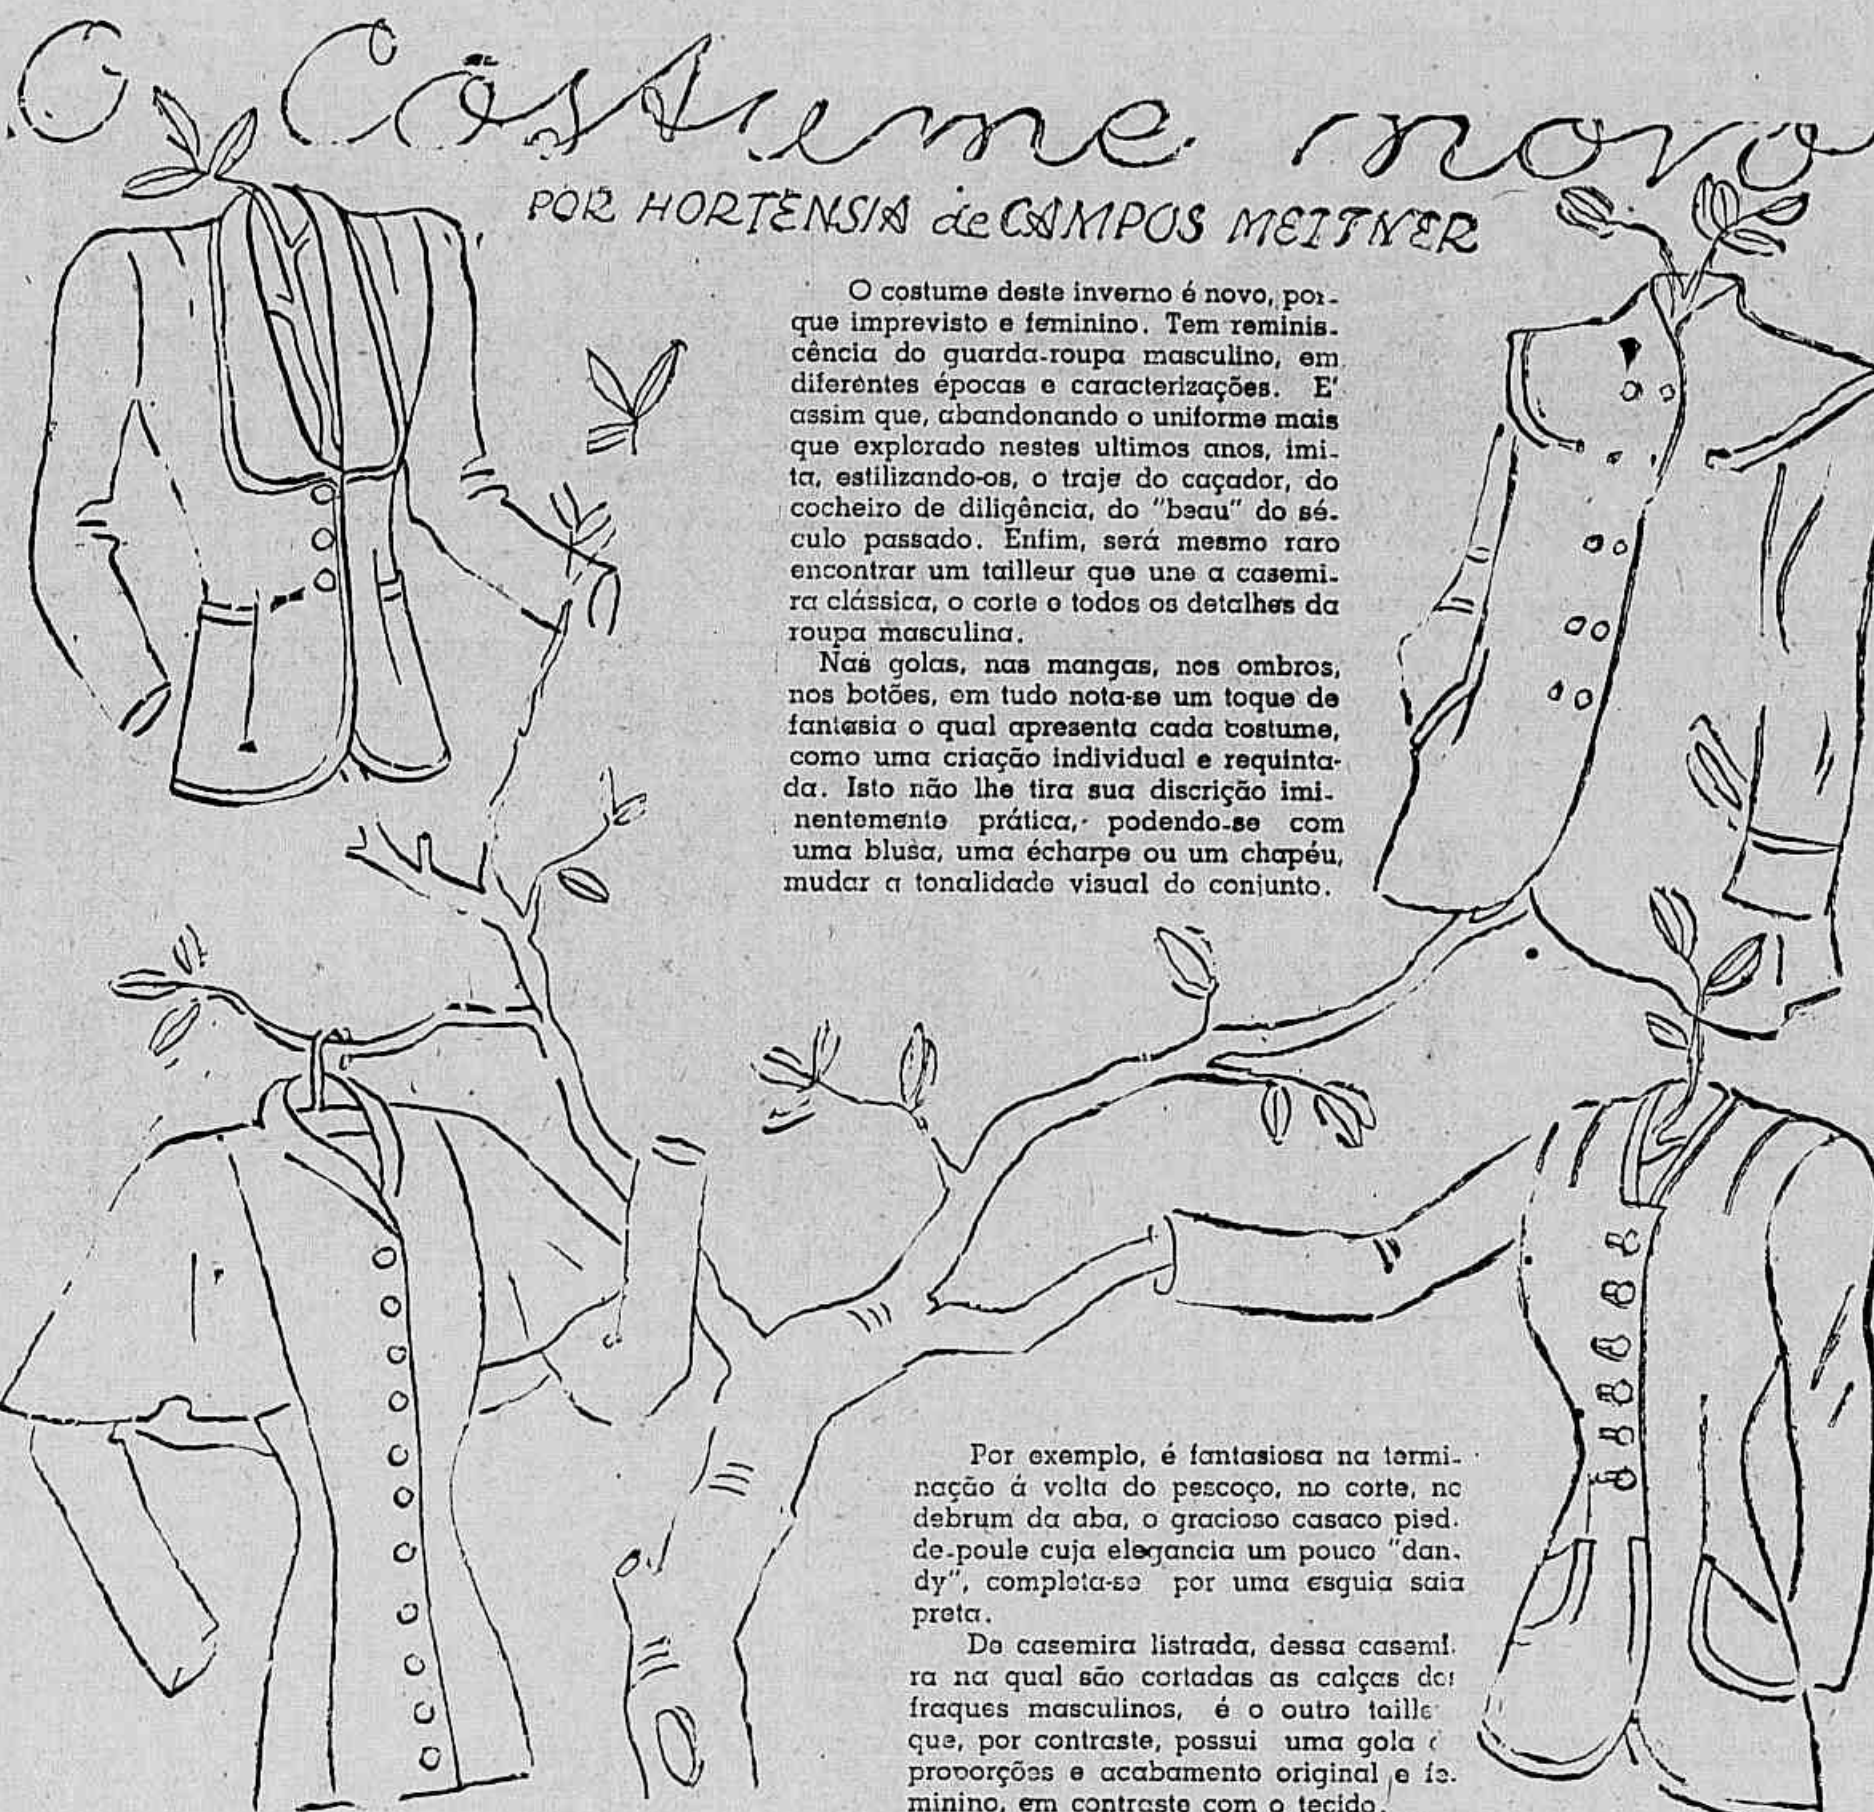 O Costume novo
POR HORTENSIA de CAMPOS MEITNER
O costume deste inverno é novo, por-
que imprevisto e feminino. Tem reminis-
cência do guarda-roupa masculino, em
diferentes épocas e caracterizações. E'
assim que, abandonando o uniforme mais
que explorado nestes ultimos anos, imi-
ta, estilizando-os, o traje do caçador, do
cocheiro de diligência, do "beau" do sé-
culo passado. Enfim, será mesmo raro
encontrar um tailleur que une a casemi-
ra clássica, o corte e todos os detalhes da
roupa masculina.
Nas golas, nas mangas, nos ombros,
nos botões, em tudo nota-se um toque de
fantasia o qual apresenta cada costume,
como uma criação individual e requinta-
da. Isto não lhe tira sua discrição imi-
nentemente prática, podendo-se com
uma blusa, uma écharpe ou um chapéu,
mudar a tonalidade visual do conjunto.
Por exemplo, é fantasiosa na termi-
nação á volta do pescoço, no corte, no
debrum da aba, o gracioso casaco pied-
de-poule cuja elegancia um pouco "dan-
dy", completa-se por uma esguia saia
preta.
De casemira listrada, dessa casemi-
ra na qual são cortadas as calças dos
fraques masculinos, é o outro taille
que, por contraste, possui uma gola
proporções e acabamento original e fe-
minino, em contraste com o tecido.